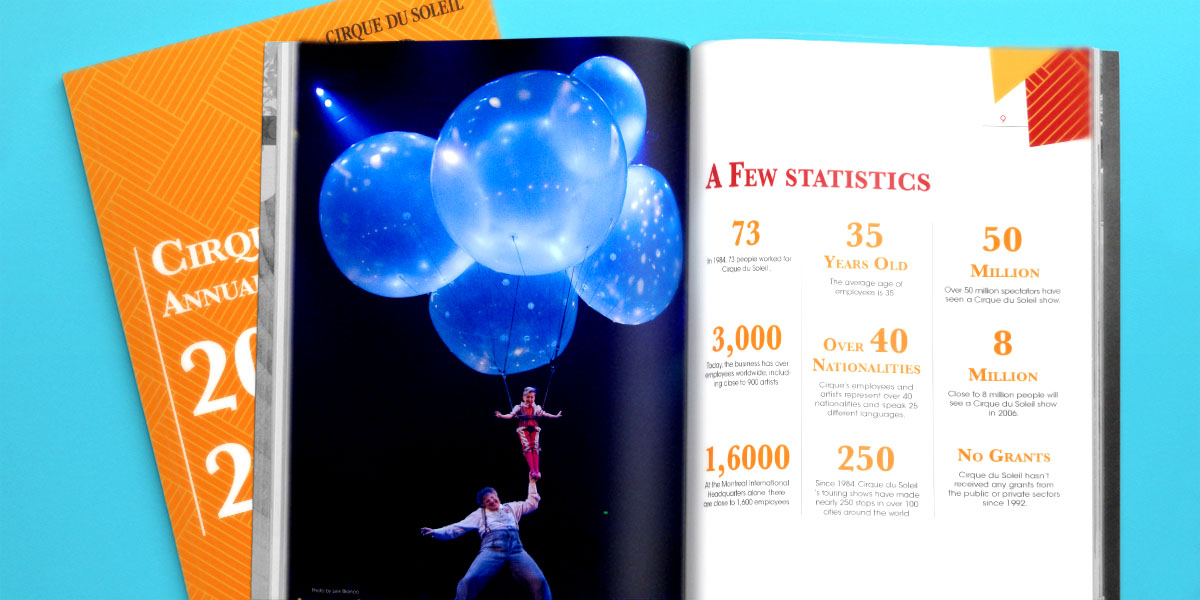 CIRQUE DU SOLEIL
ANNUAL
20
2
Photo by Jure Bianco
9
A FEW STATISTICS
73
In 1984, 73 people worked for
Cirque du Soleil.
3,000
Today, the business has over
employees worldwide, includ-
ing close to 900 artists
1,6000
At the Montreal International
Headquarters alone, there
are close to 1,600 employees
35
YEARS OLD
The average age of
employees is 35
OVER 40
NATIONALITIES
Cirque's employees and
artists represent over 40
nationalities and speak 25
different languages.
250
Since 1984, Cirque du Soleil
's touring shows have made
nearly 250 stops in over 100
cities around the world
50
MILLION
Over 50 million spectators have
seen a Cirque du Soleil show.
8
MILLION
Close to 8 million people will
see a Cirque du Soleil show
in 2006.
NO GRANTS
Cirque du Soleil hasn't
received any grants from
the public or private sectors
since 1992.